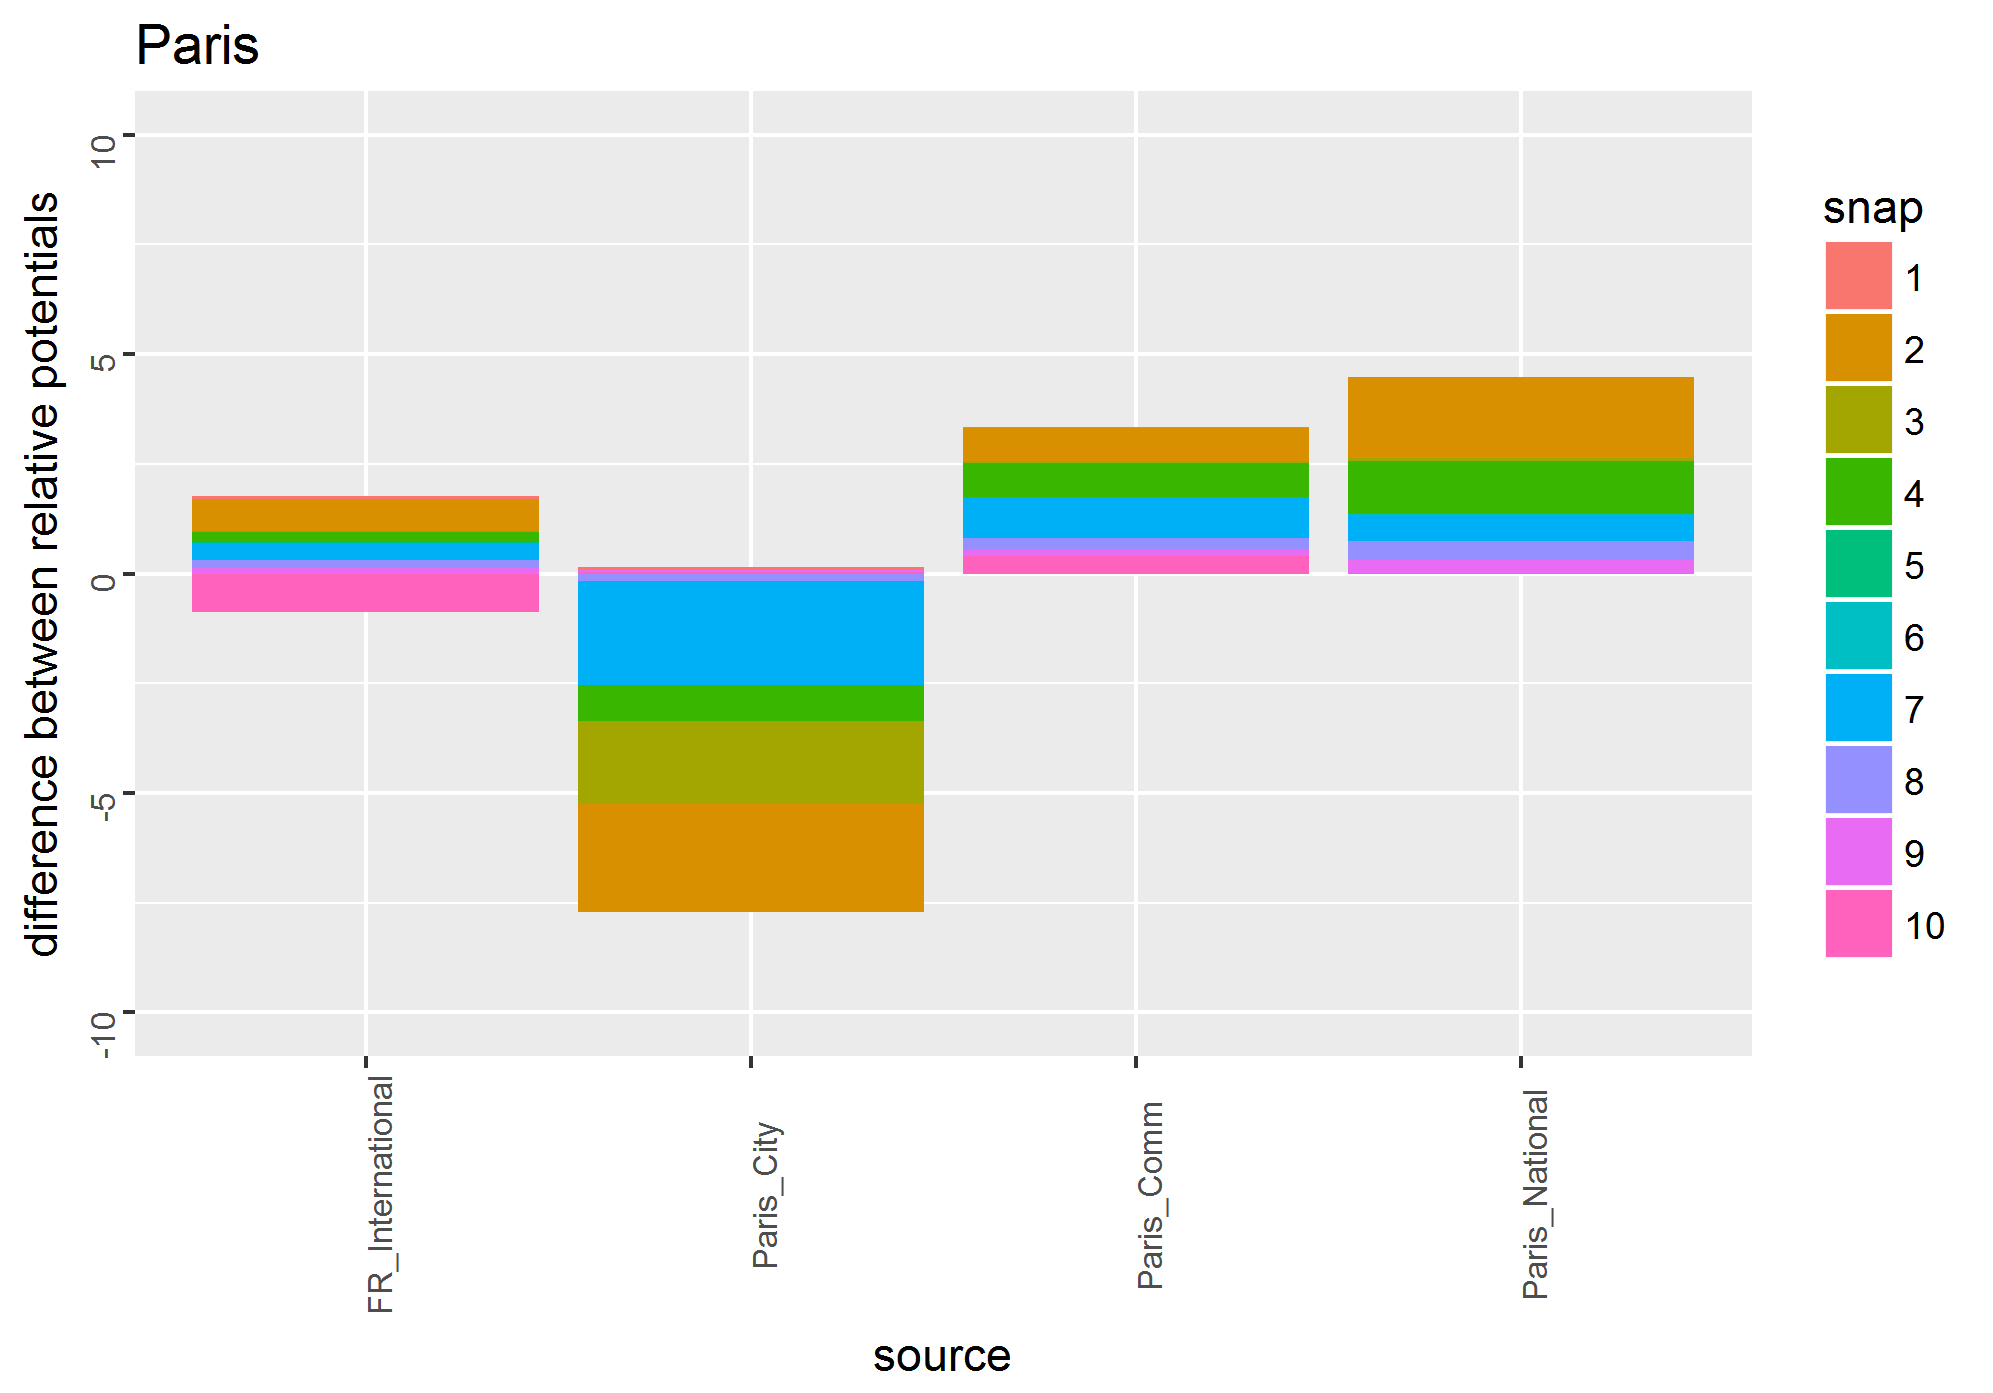 Paris
difference between relative potentials
10
5
0
-5
-10
FR_International
Paris_City
Paris_Comm
Paris_National
source
snap
1
2
3
4
5
6
7
8
9
10